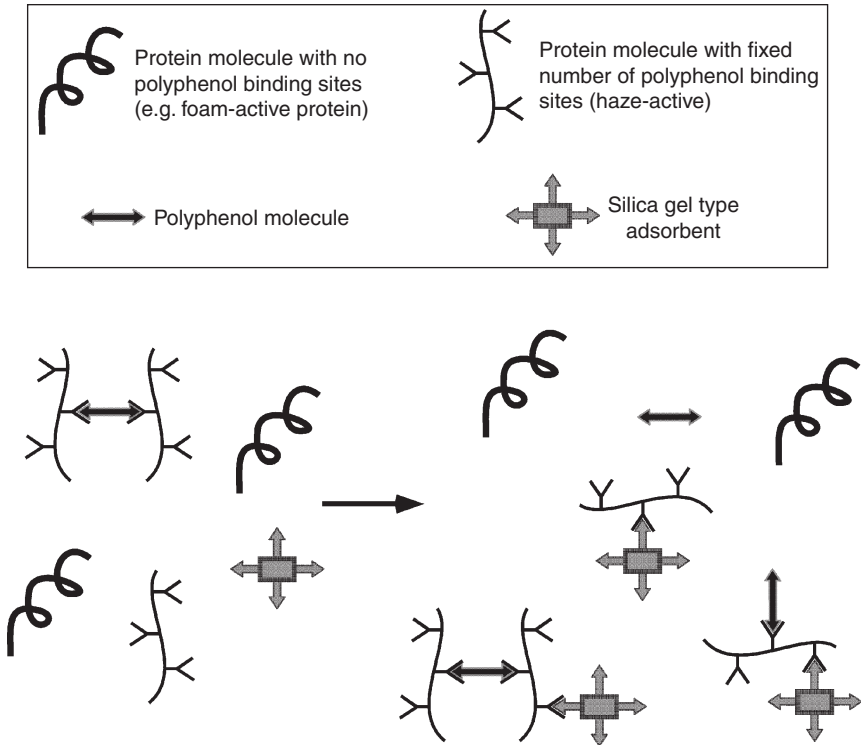 Protein molecule with no
polyphenol binding sites
(e.g. foam-active protein)
Protein molecule with fixed
number of polyphenol binding
sites (haze-active)
Polyphenol molecule
Silica gel type
adsorbent